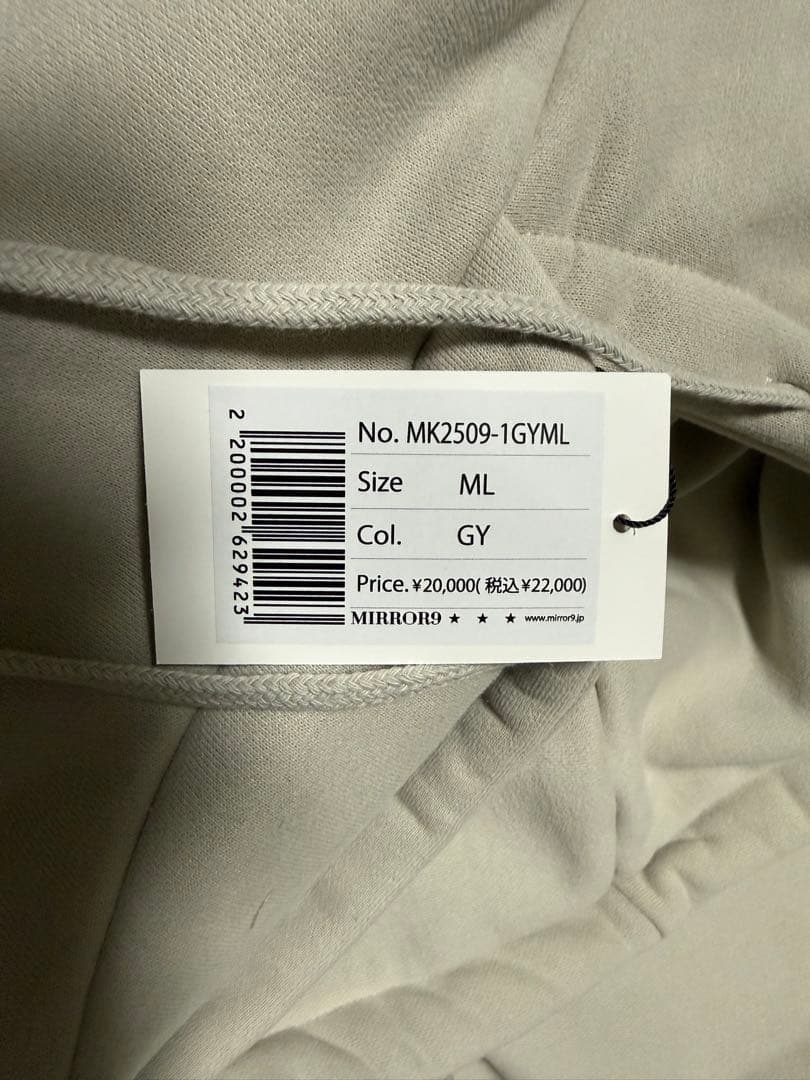 No. MK2509-1GYML
Size ML
Col. GY
Price. ¥20,000(税込¥22,000)
MIRROR9 ★ ★ ★ www.mirror9.jp
2 200002 629423